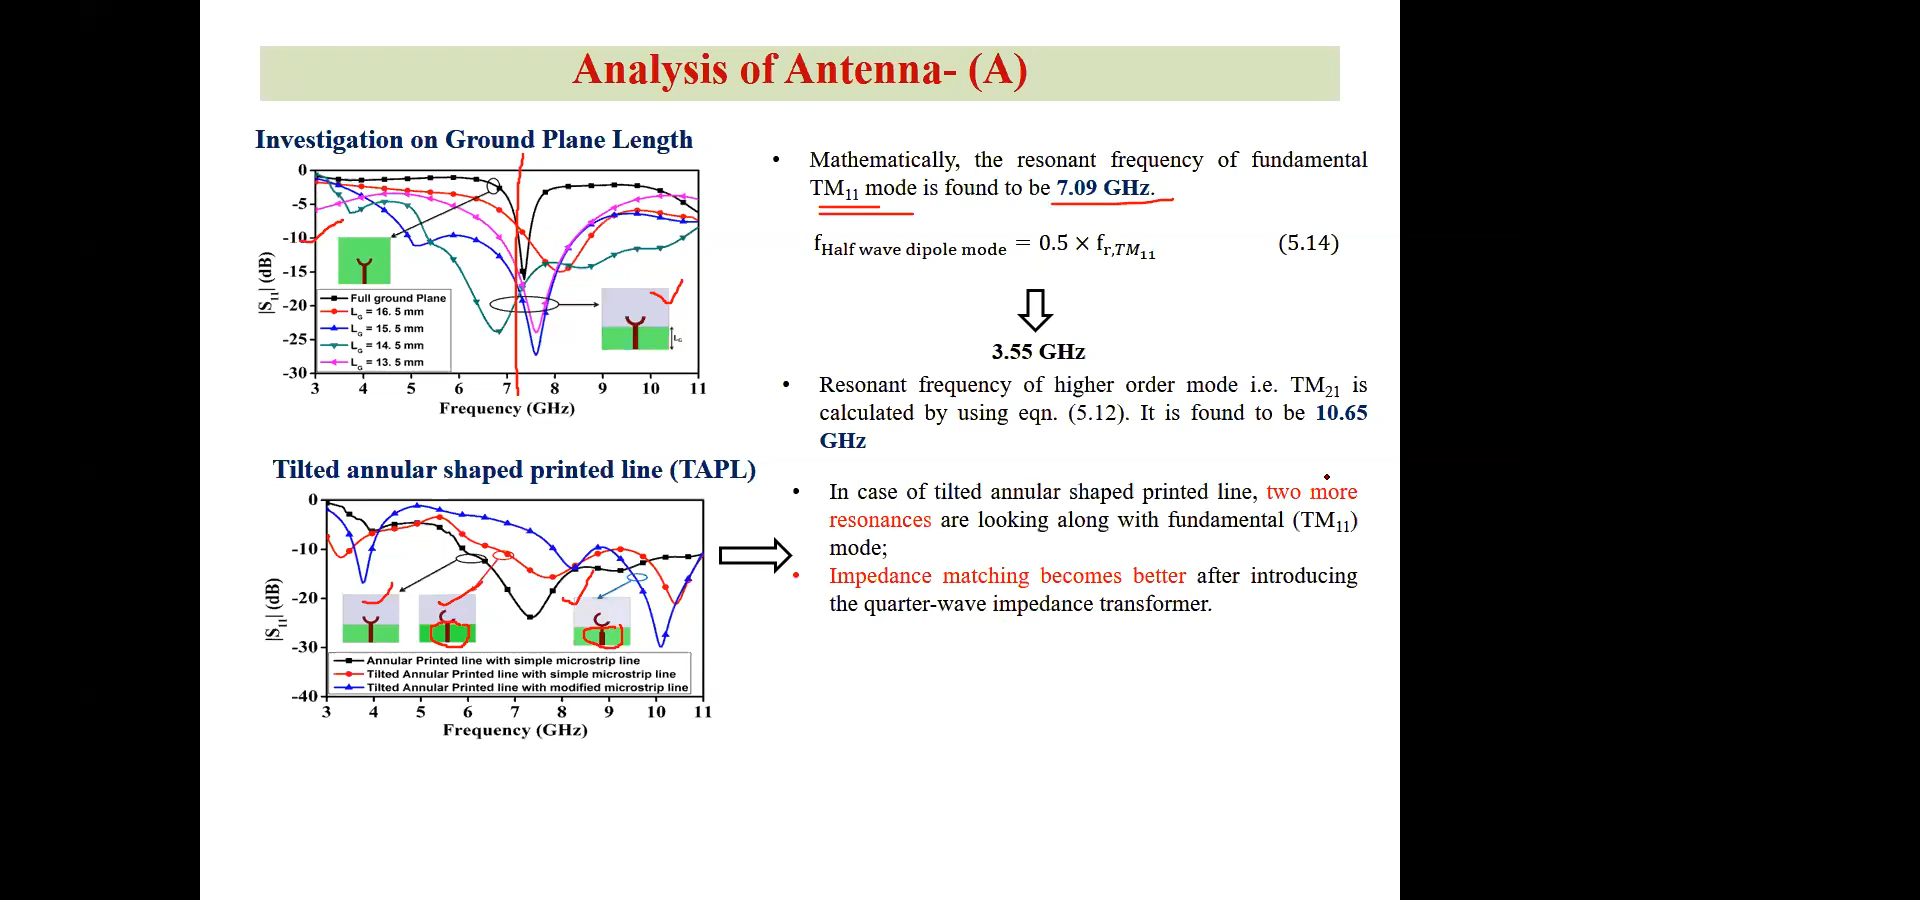 Analysis of Antenna- (A)
Investigation on Ground Plane Length
0
-5
-10
-15
-20
-25
-30
|S11| (dB)
Full ground Plane
LG = 16. 5 mm
LG = 15. 5 mm
LG = 14. 5 mm
LG = 13. 5 mm
LG
3 4 5 6 7 8 9 10 11
Frequency (GHz)
Tilted annular shaped printed line (TAPL)
0
-10
-20
-30
-40
|S11| (dB)
Annular Printed line with simple microstrip line
Tilted Annular Printed line with simple microstrip line
Tilted Annular Printed line with modified microstrip line
3 4 5 6 7 8 9 10 11
Frequency (GHz)
• Mathematically, the resonant frequency of fundamental
TM11 mode is found to be 7.09 GHz.
fHalf wave dipole mode = 0.5 × fr,TM11 (5.14)
3.55 GHz
• Resonant frequency of higher order mode i.e. TM21 is
calculated by using eqn. (5.12). It is found to be 10.65
GHz
• In case of tilted annular shaped printed line, two more
resonances are looking along with fundamental (TM11)
mode;
• Impedance matching becomes better after introducing
the quarter-wave impedance transformer.